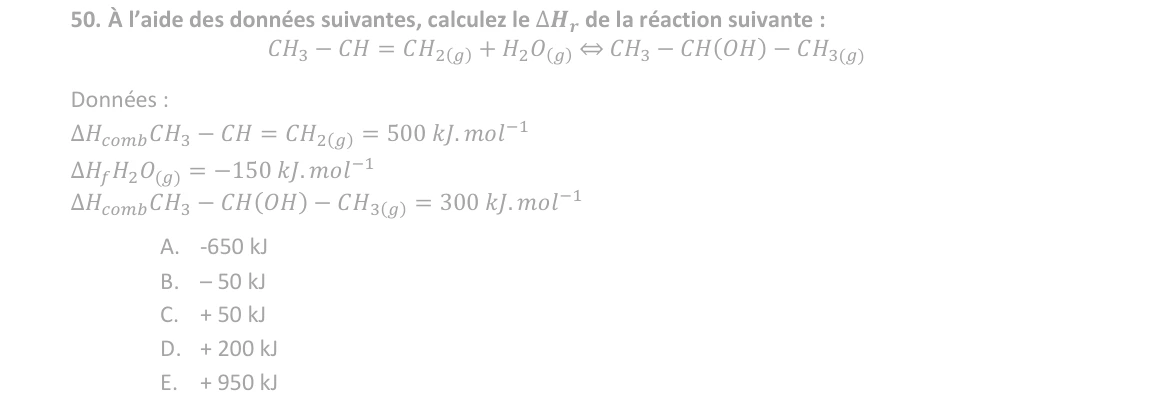 50. À l’aide des données suivantes, calculez le ΔHᵣ de la réaction suivante :
CH₃ − CH = CH₂₍g₎ + H₂O₍g₎ ⇔ CH₃ − CH(OH) − CH₃₍g₎
Données :
ΔH_comb CH₃ − CH = CH₂₍g₎ = 500 kJ.mol⁻¹
ΔH_f H₂O₍g₎ = −150 kJ.mol⁻¹
ΔH_comb CH₃ − CH(OH) − CH₃₍g₎ = 300 kJ.mol⁻¹
A. -650 kJ
B. – 50 kJ
C. + 50 kJ
D. + 200 kJ
E. + 950 kJ